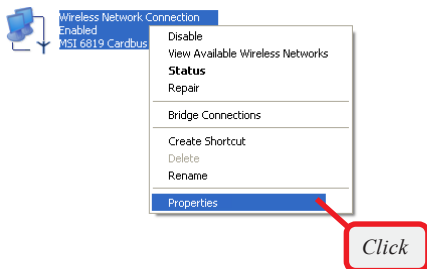 Wireless Network Connection
Enabled
MSI 6819 Cardbus
Disable
View Available Wireless Networks
Status
Repair
Bridge Connections
Create Shortcut
Delete
Rename
Properties
Click